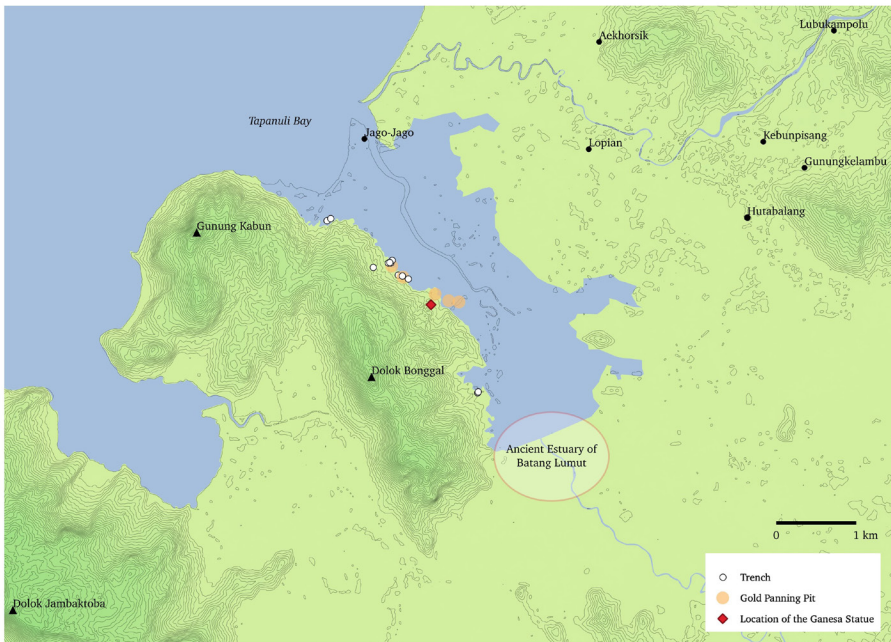 Lubukampolu
Aekhorsik
Tapanuli Bay
Jago-Jago
Lopian
Kebunpisang
Gunungkelambu
Hutabalang
Gunung Kabun
Dolok Bonggal
Ancient Estuary of
Batang Lumut
0 1 km
Trench
Gold Panning Pit
Location of the Ganesa Statue
Dolok Jambaktoba